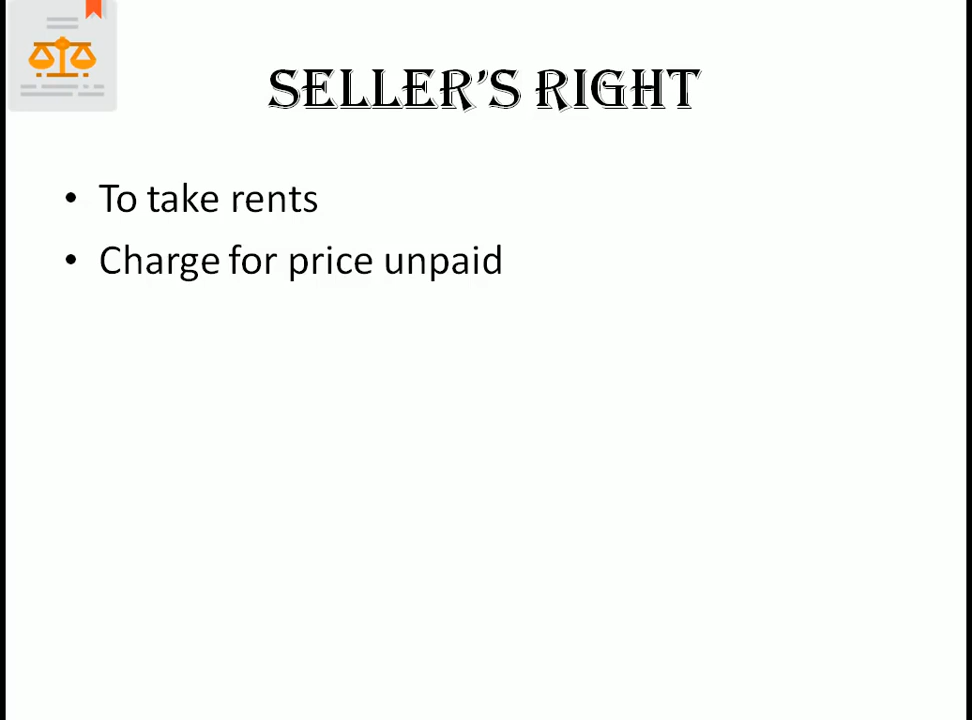 SELLER’S RIGHT
• To take rents
• Charge for price unpaid